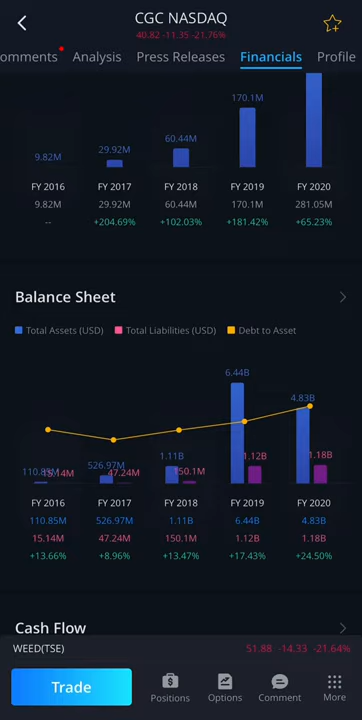 CGC NASDAQ
40.82 -11.35 -21.76%
omments Analysis Press Releases Financials Profile
170.1M
60.44M
29.92M
9.82M
FY 2016 FY 2017 FY 2018 FY 2019 FY 2020
9.82M 29.92M 60.44M 170.1M 281.05M
-- +204.69% +102.03% +181.42% +65.23%
Balance Sheet
Total Assets (USD) Total Liabilities (USD) Debt to Asset
6.44B
4.83B
1.11B 1.12B 1.18B
526.97M
110.85M 15.14M 47.24M 150.1M
FY 2016 FY 2017 FY 2018 FY 2019 FY 2020
110.85M 526.97M 1.11B 6.44B 4.83B
15.14M 47.24M 150.1M 1.12B 1.18B
+13.66% +8.96% +13.47% +17.43% +24.50%
Cash Flow
WEED(TSE) 51.88 -14.33 -21.64%
Trade
Positions Options Comment More